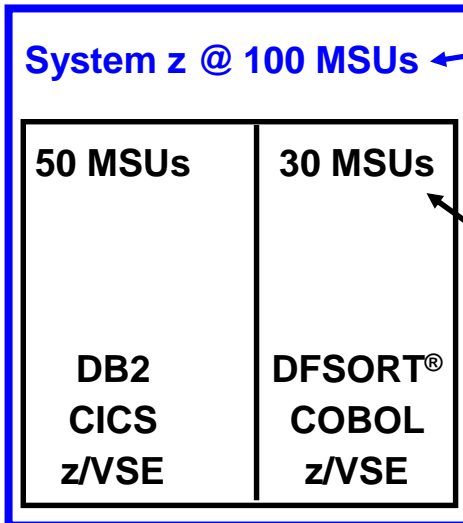 System z @ 100 MSUs
50 MSUs
DB2
CICS
z/VSE
30 MSUs
DFSORT®
COBOL
z/VSE